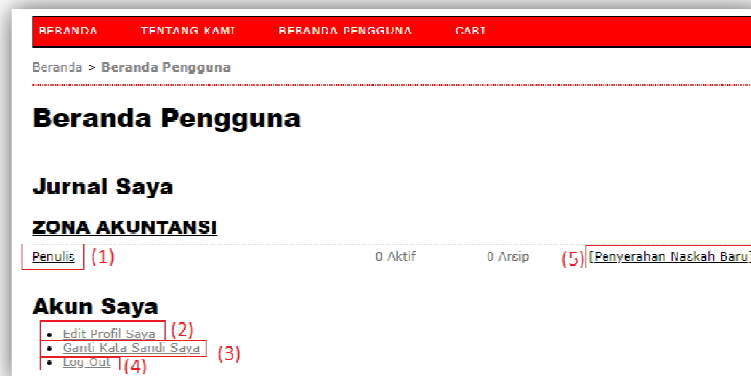 BERANDA TENTANG KAMI BERANDA PENGGUNA CARI
Beranda > Beranda Pengguna
Beranda Pengguna
Jurnal Saya
ZONA AKUNTANSI
Penulis (1) 0 Aktif 0 Arsip (5) [Penyerahan Naskah Baru]
Akun Saya
• Edit Profil Saya (2)
• Ganti Kata Sandi Saya (3)
• Log Out (4)